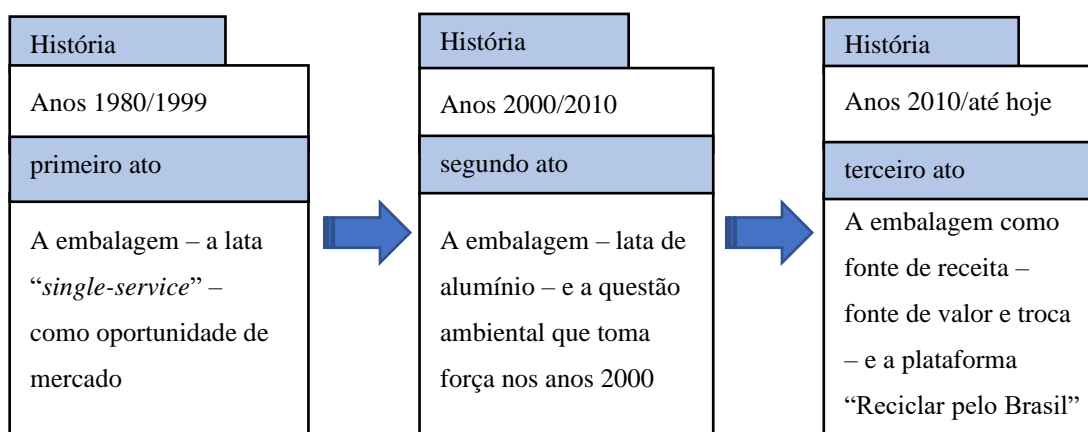 História
Anos 1980/1999
primeiro ato
A embalagem – a lata
“single-service” –
como oportunidade de
mercado
História
Anos 2000/2010
segundo ato
A embalagem – lata de
alumínio – e a questão
ambiental que toma
força nos anos 2000
História
Anos 2010/até hoje
terceiro ato
A embalagem como
fonte de receita –
fonte de valor e troca
– e a plataforma
“Reciclar pelo Brasil”